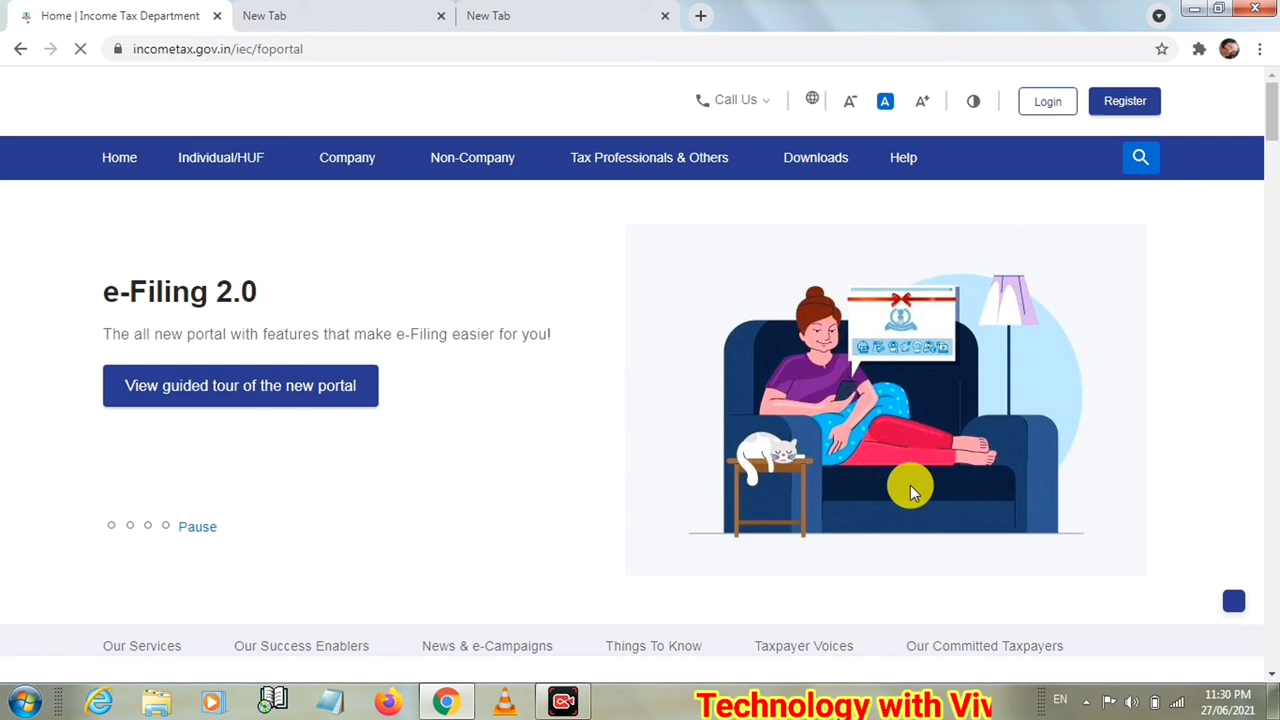 Home | Income Tax Department
New Tab
New Tab
incometax.gov.in/iec/foportal
Call Us
A-
A
A+
Login
Register
Home
Individual/HUF
Company
Non-Company
Tax Professionals & Others
Downloads
Help
e-Filing 2.0
The all new portal with features that make e-Filing easier for you!
View guided tour of the new portal
Pause
Our Services
Our Success Enablers
News & e-Campaigns
Things To Know
Taxpayer Voices
Our Committed Taxpayers
Technology with Viv
EN
11:30 PM
27/06/2021